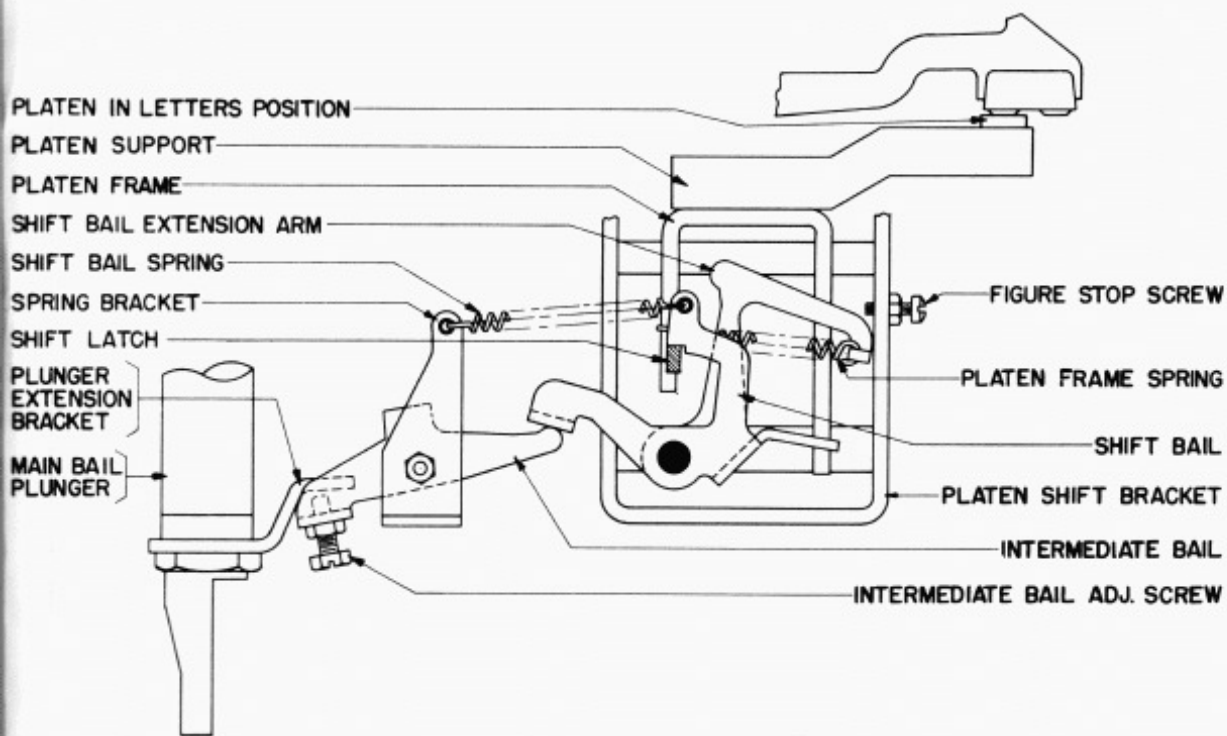 PLATEN IN LETTERS POSITION
PLATEN SUPPORT
PLATEN FRAME
SHIFT BAIL EXTENSION ARM
SHIFT BAIL SPRING
SPRING BRACKET
SHIFT LATCH
PLUNGER
EXTENSION
BRACKET
MAIN BAIL
PLUNGER
FIGURE STOP SCREW
PLATEN FRAME SPRING
SHIFT BAIL
PLATEN SHIFT BRACKET
INTERMEDIATE BAIL
INTERMEDIATE BAIL ADJ. SCREW